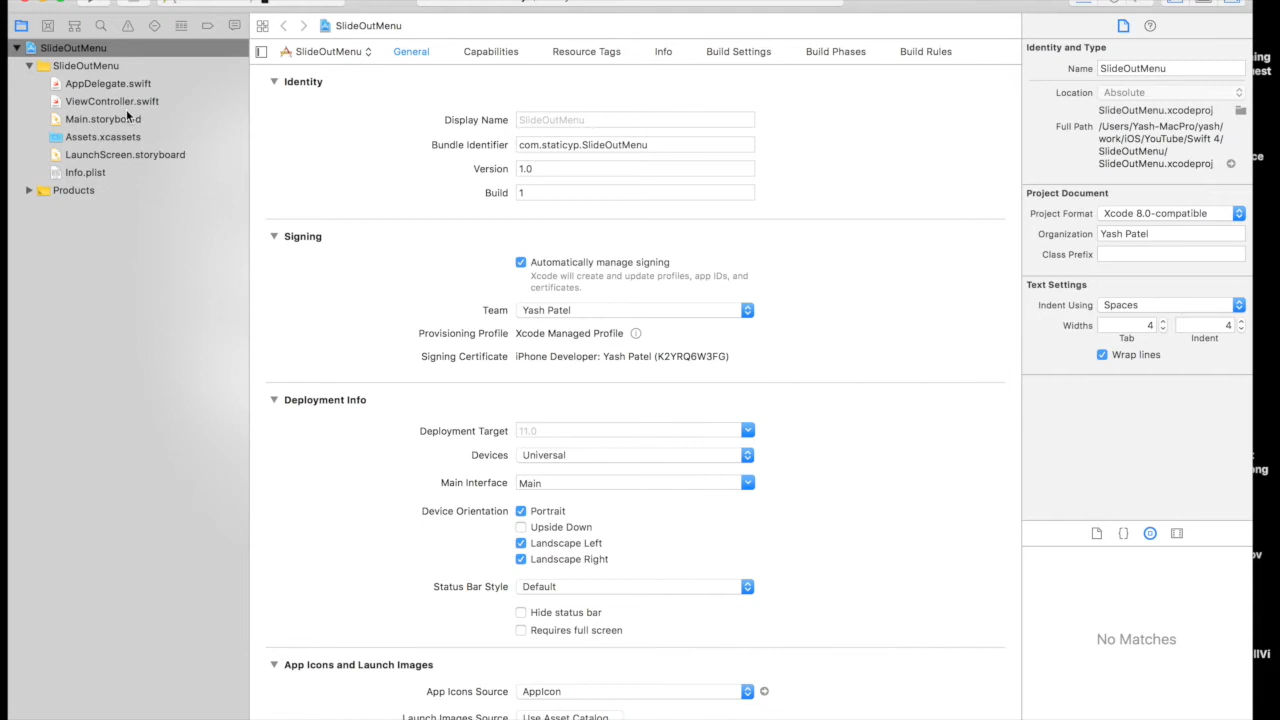 SlideOutMenu
SlideOutMenu
AppDelegate.swift
ViewController.swift
Main.storyboard
Assets.xcassets
LaunchScreen.storyboard
Info.plist
Products
SlideOutMenu
SlideOutMenu General Capabilities Resource Tags Info Build Settings Build Phases Build Rules
Identity
Display Name SlideOutMenu
Bundle Identifier com.staticyp.SlideOutMenu
Version 1.0
Build 1
Signing
Automatically manage signing
Xcode will create and update profiles, app IDs, and
certificates.
Team Yash Patel
Provisioning Profile Xcode Managed Profile
Signing Certificate iPhone Developer: Yash Patel (K2YRQ6W3FG)
Deployment Info
Deployment Target 11.0
Devices Universal
Main Interface Main
Device Orientation Portrait
Upside Down
Landscape Left
Landscape Right
Status Bar Style Default
Hide status bar
Requires full screen
App Icons and Launch Images
App Icons Source AppIcon
Launch Images Source Use Asset Catalog
Identity and Type
Name SlideOutMenu
Location Absolute
SlideOutMenu.xcodeproj
Full Path /Users/Yash-MacPro/yash/
work/iOS/YouTube/Swift 4/
SlideOutMenu/
SlideOutMenu.xcodeproj
Project Document
Project Format Xcode 8.0-compatible
Organization Yash Patel
Class Prefix
Text Settings
Indent Using Spaces
Widths 4 4
Tab Indent
Wrap lines
No Matches